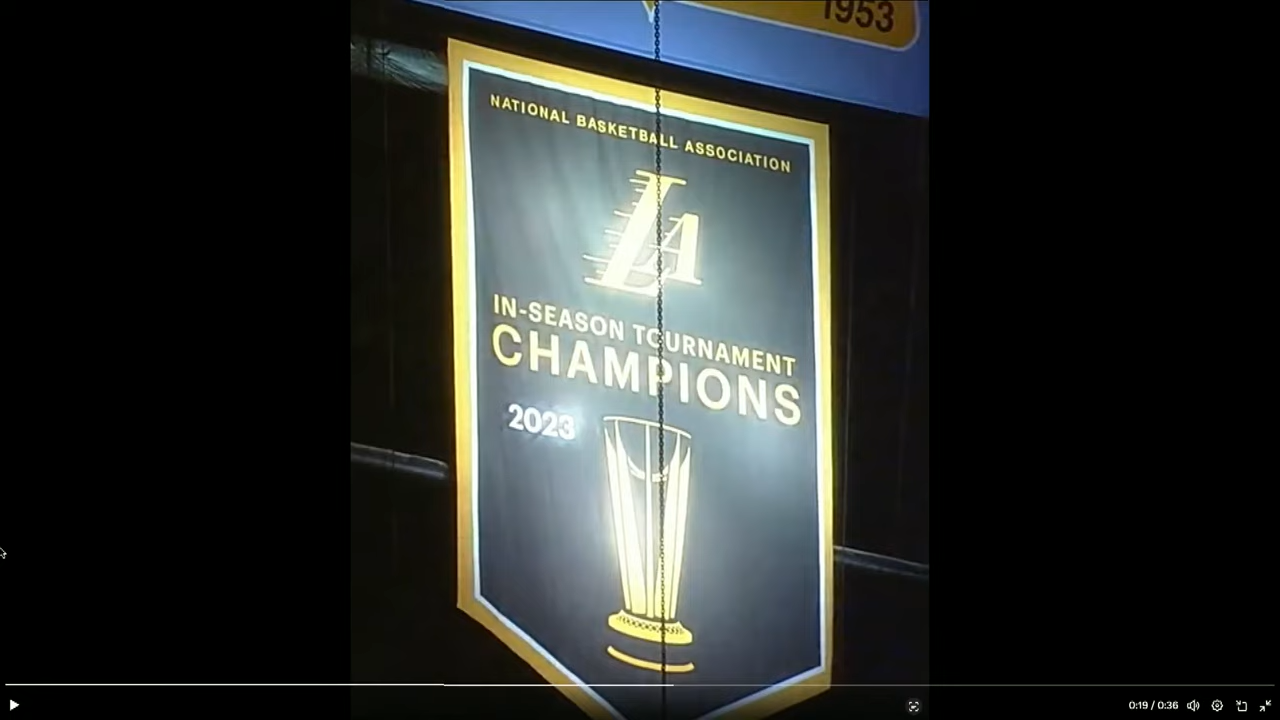 1953
NATIONAL BASKETBALL ASSOCIATION
LA
IN-SEASON TOURNAMENT
CHAMPIONS
2023
0:19 / 0:36